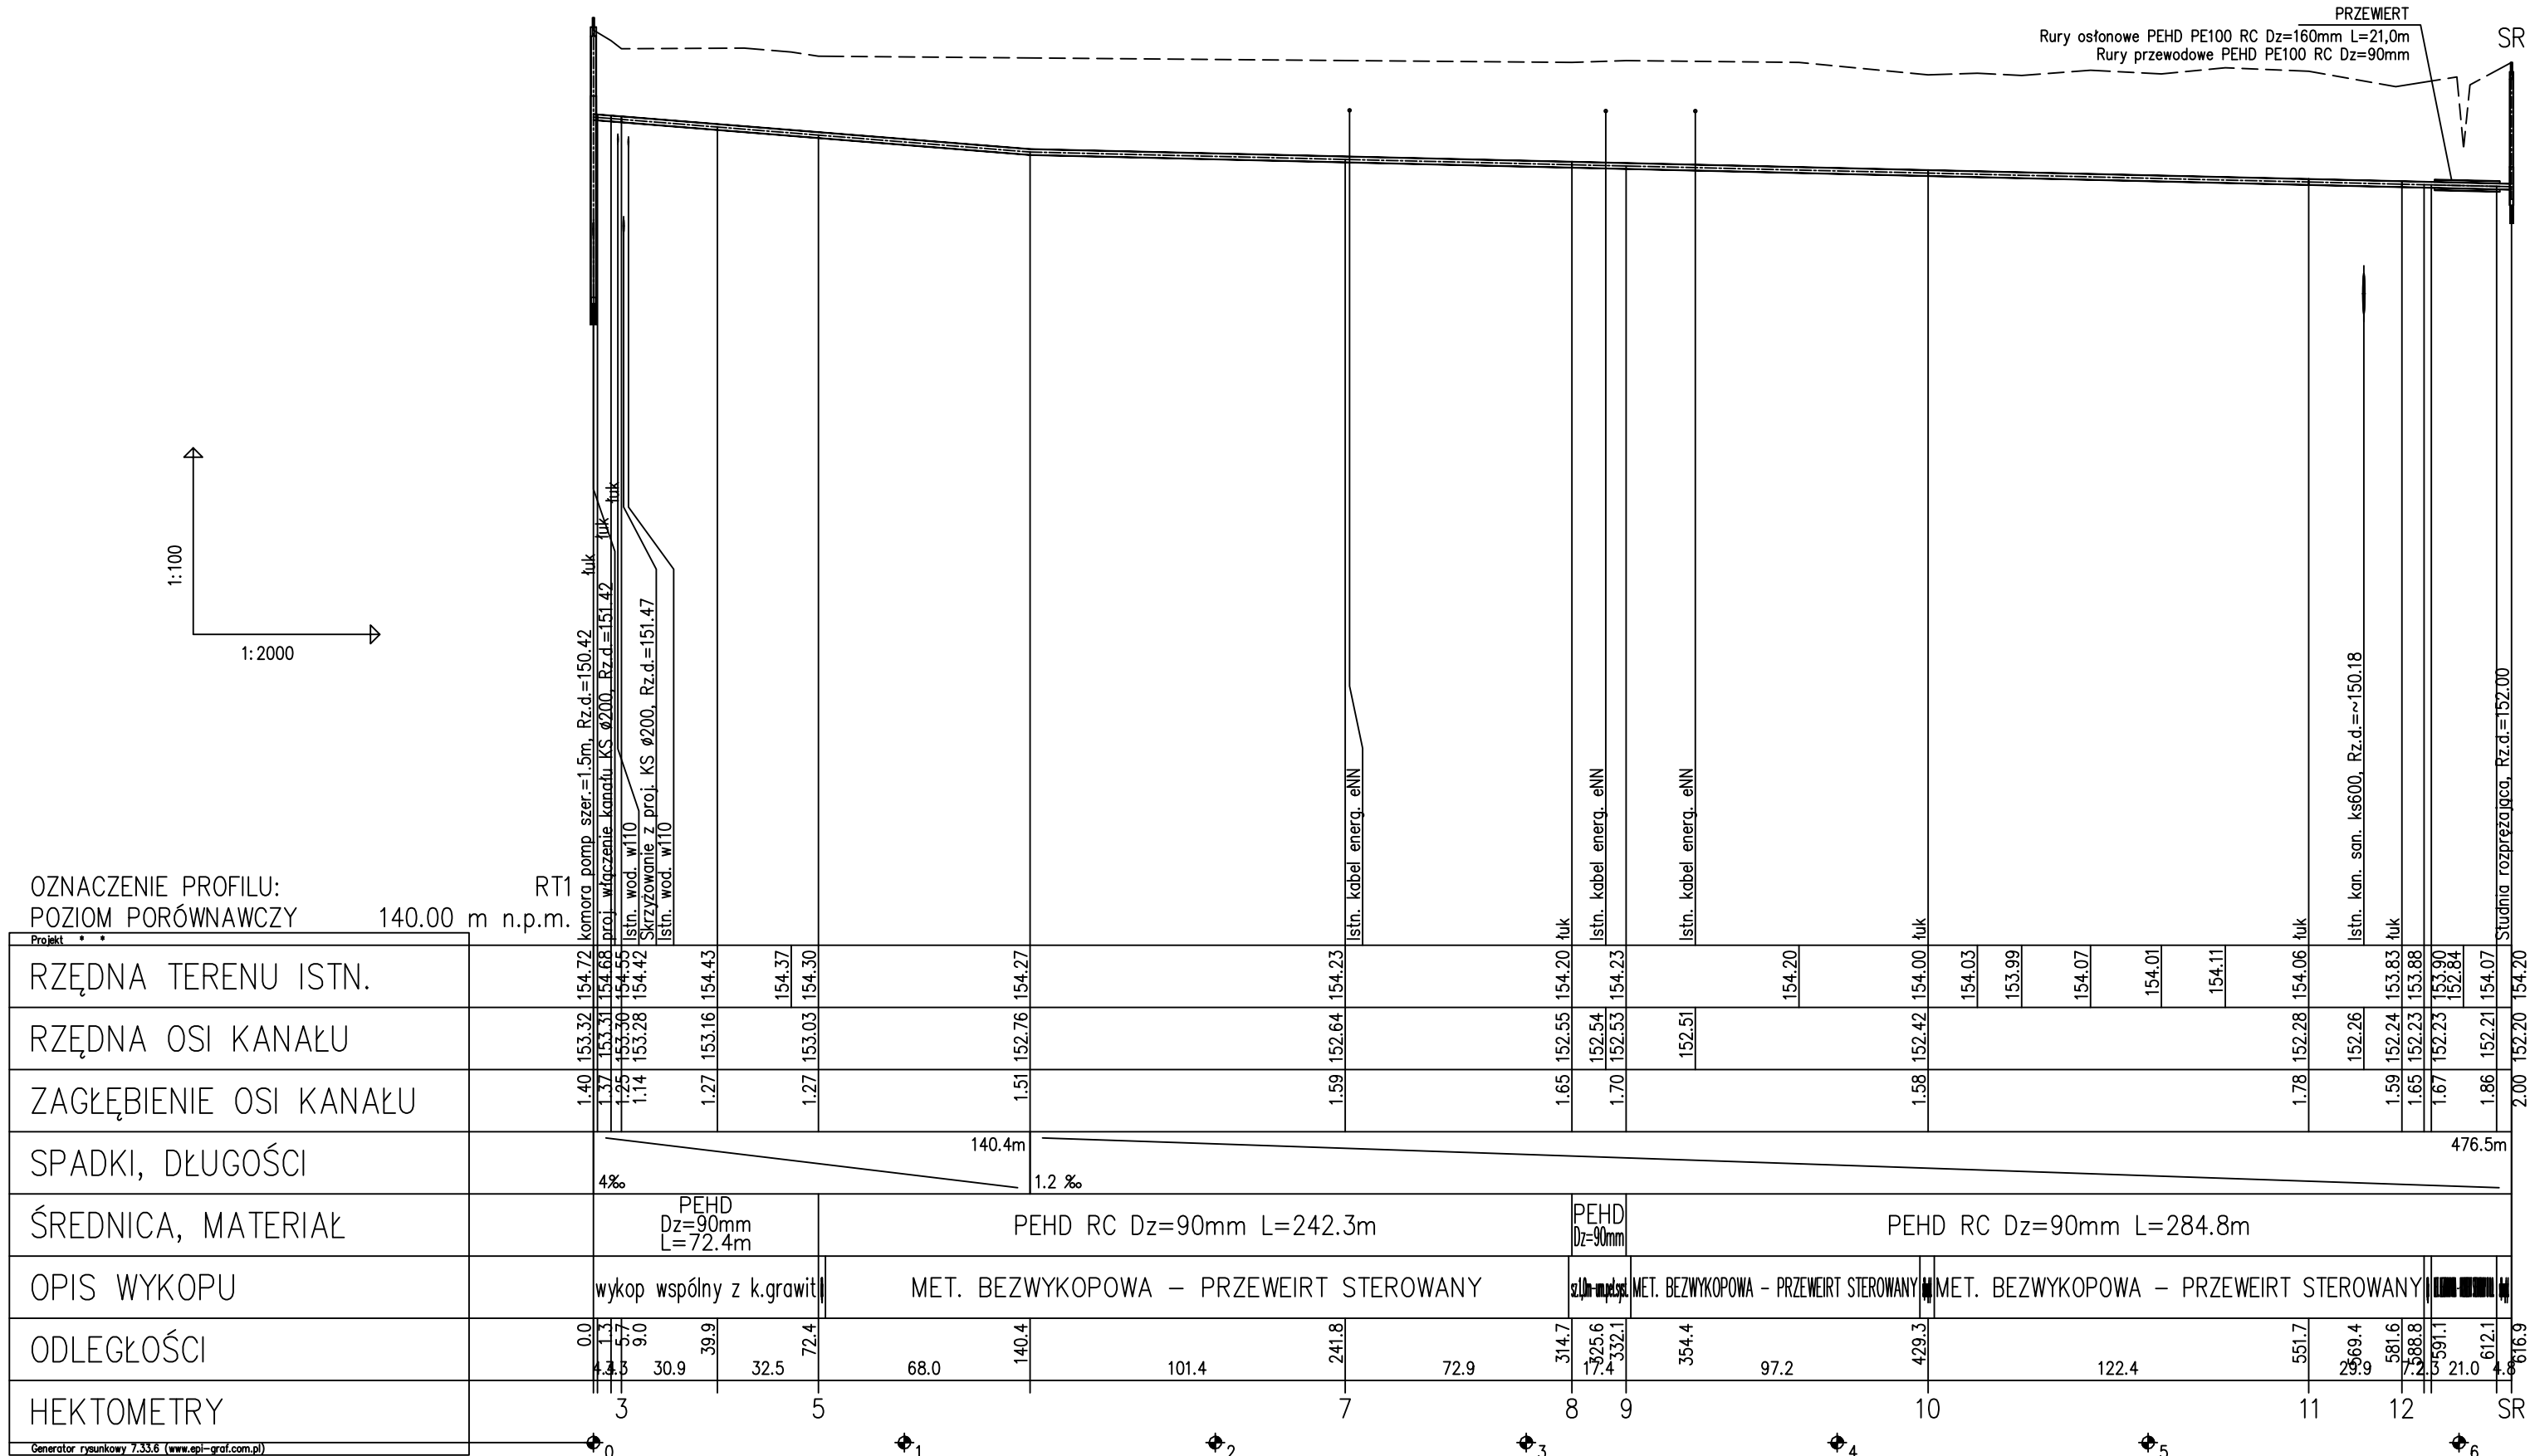 PRZEWIERT
Rury osłonowe PEHD PE100 RC Dz=160mm L=21,0m
Rury przewodowe PEHD PE100 RC Dz=90mm
SR
1:100
1:2000
łuk
łuk
łuk
komora pomp szer.=1.5m, Rz.d.=150.42
proj. włączenie kanału KS ø200, Rz.d.=151.42
Istn. wod. w110
Skrzyżowanie z proj. KS ø200, Rz.d.=151.47
Istn. wod. w110
Istn. kabel energ. eNN
łuk
Istn. kabel energ. eNN
Istn. kabel energ. eNN
łuk
łuk
Istn. kan. san. ks600, Rz.d.=~150.18
łuk
Studnia rozprężająca, Rz.d.=152.00
OZNACZENIE PROFILU: RT1
POZIOM PORÓWNAWCZY 140.00 m n.p.m.
Projekt * *
RZĘDNA TERENU ISTN. 154.72 154.68 154.55 154.42 154.43 154.37 154.30 154.27 154.23 154.20 154.23 154.20 154.00 154.03 153.99 154.07 154.01 154.11 154.06 153.83 153.88 153.90 152.84 154.07 154.20
RZĘDNA OSI KANAŁU 153.32 153.31 153.30 153.28 153.16 153.03 152.76 152.64 152.55 152.54 152.53 152.51 152.42 152.28 152.26 152.24 152.23 152.23 152.21 152.20
ZAGŁĘBIENIE OSI KANAŁU 1.40 1.37 1.25 1.14 1.27 1.27 1.51 1.59 1.65 1.70 1.58 1.78 1.59 1.65 1.67 1.86 2.00
SPADKI, DŁUGOŚCI 4‰ 140.4m 1.2 ‰ 476.5m
ŚREDNICA, MATERIAŁ
PEHD
Dz=90mm
L=72.4m
PEHD RC Dz=90mm L=242.3m
PEHD
Dz=90mm
PEHD RC Dz=90mm L=284.8m
OPIS WYKOPU wykop wspólny z k.grawit MET. BEZWYKOPOWA – PRZEWEIRT STEROWANY MET. BEZWYKOPOWA – PRZEWEIRT STEROWANY MET. BEZWYKOPOWA – PRZEWEIRT STEROWANY
ODLEGŁOŚCI 0.0 1.3 5.7 9.0 39.9 72.4 140.4 241.8 314.7 325.6 332.1 354.4 429.3 551.7 569.4 581.6 588.8 591.1 612.1 616.9
30.9 32.5 68.0 101.4 72.9 17.4 97.2 122.4 29.9 7.2 2.3 21.0 4.8
HEKTOMETRY 3 5 7 8 9 10 11 12 SR
0 1 2 3 4 5 6
Generator rysunkowy 7.33.6 (www.epi-graf.com.pl)